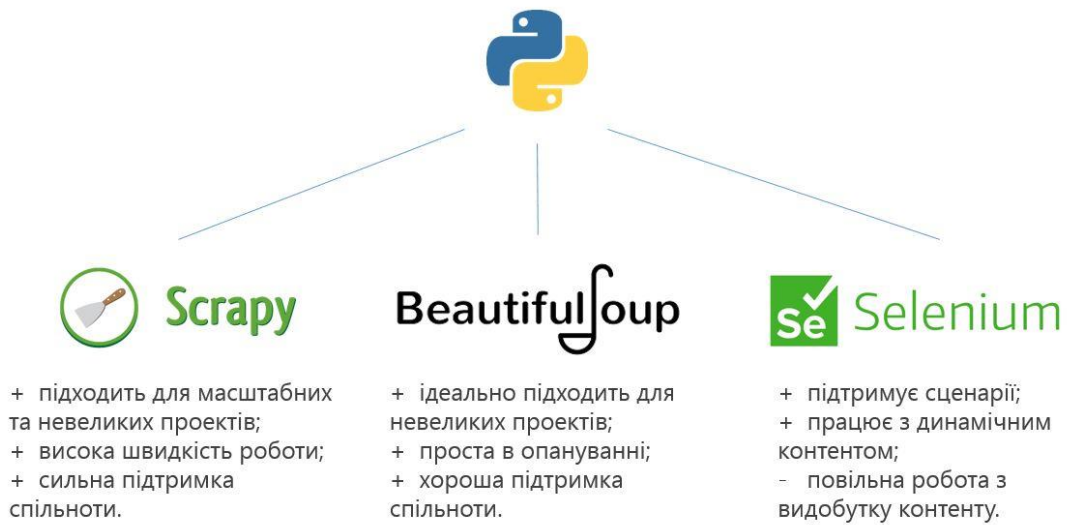 Scrapy
+ підходить для масштабних
та невеликих проектів;
+ висока швидкість роботи;
+ сильна підтримка
спільноти.
BeautifulSoup
+ ідеально підходить для
невеликих проектів;
+ проста в опануванні;
+ хороша підтримка
спільноти.
Se Selenium
+ підтримує сценарії;
+ працює з динамічним
контентом;
- повільна робота з
видобутку контенту.